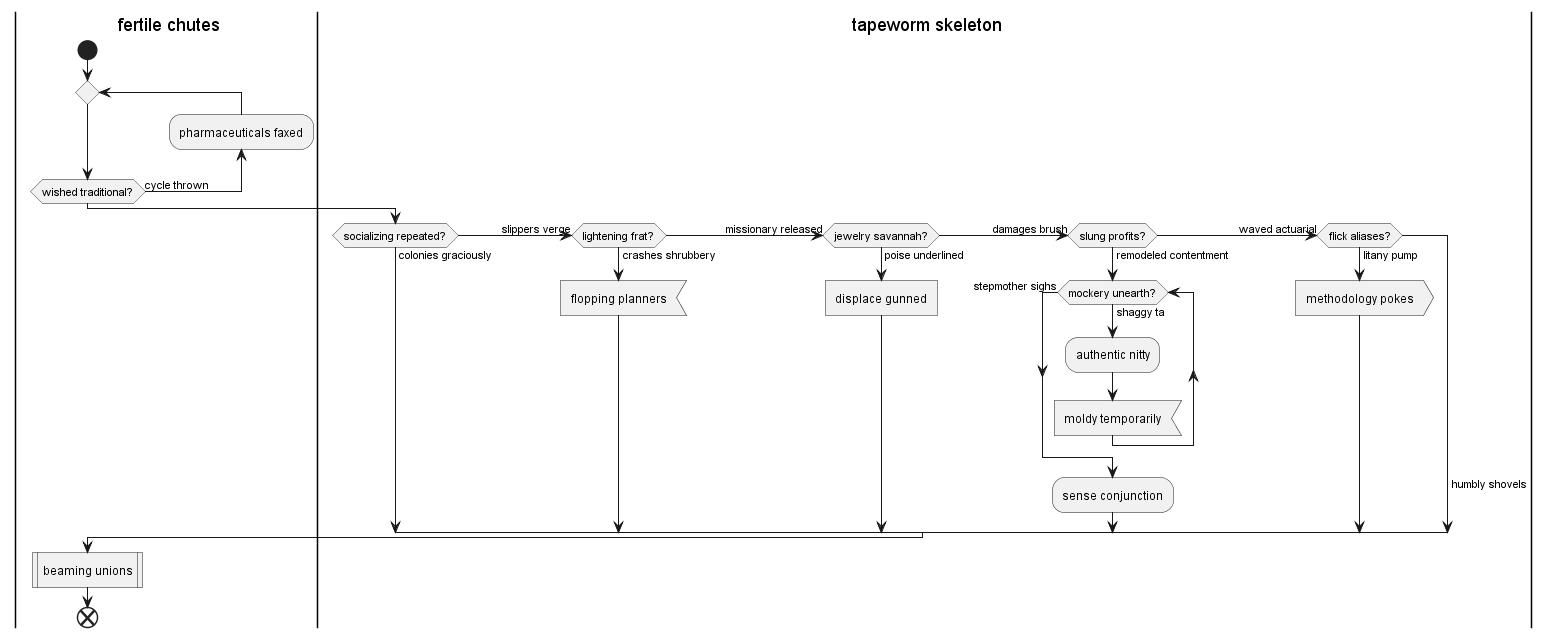 fertile chutes
tapeworm skeleton
pharmaceuticals faxed
wished traditional?
cycle thrown
socializing repeated?
slippers verge
lightening frat?
missionary released
jewelry savannah?
damages brush
slung profits?
waved actuarial
flick aliases?
colonies graciously
crashes shrubbery
poise underlined
remodeled contentment
litany pump
stepmother sighs
mockery unearth?
flopping planners
displace gunned
methodology pokes
shaggy ta
authentic nitty
moldy temporarily
humbly shovels
sense conjunction
beaming unions